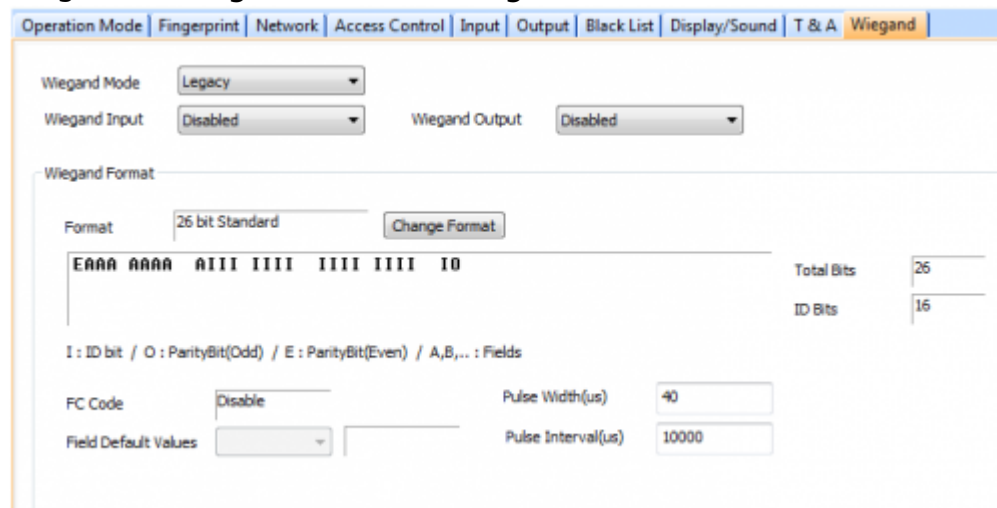 Operation Mode Fingerprint Network Access Control Input Output Black List Display/Sound T & A Wiegand
Wiegand Mode Legacy
Wiegand Input Disabled Wiegand Output Disabled
Wiegand Format
Format 26 bit Standard Change Format
EAAA AAAA AIII IIII IIII IIII IO
Total Bits 26
ID Bits 16
I : ID bit / O : ParityBit(Odd) / E : ParityBit(Even) / A,B,.. : Fields
FC Code Disable Pulse Width(us) 40
Field Default Values Pulse Interval(us) 10000